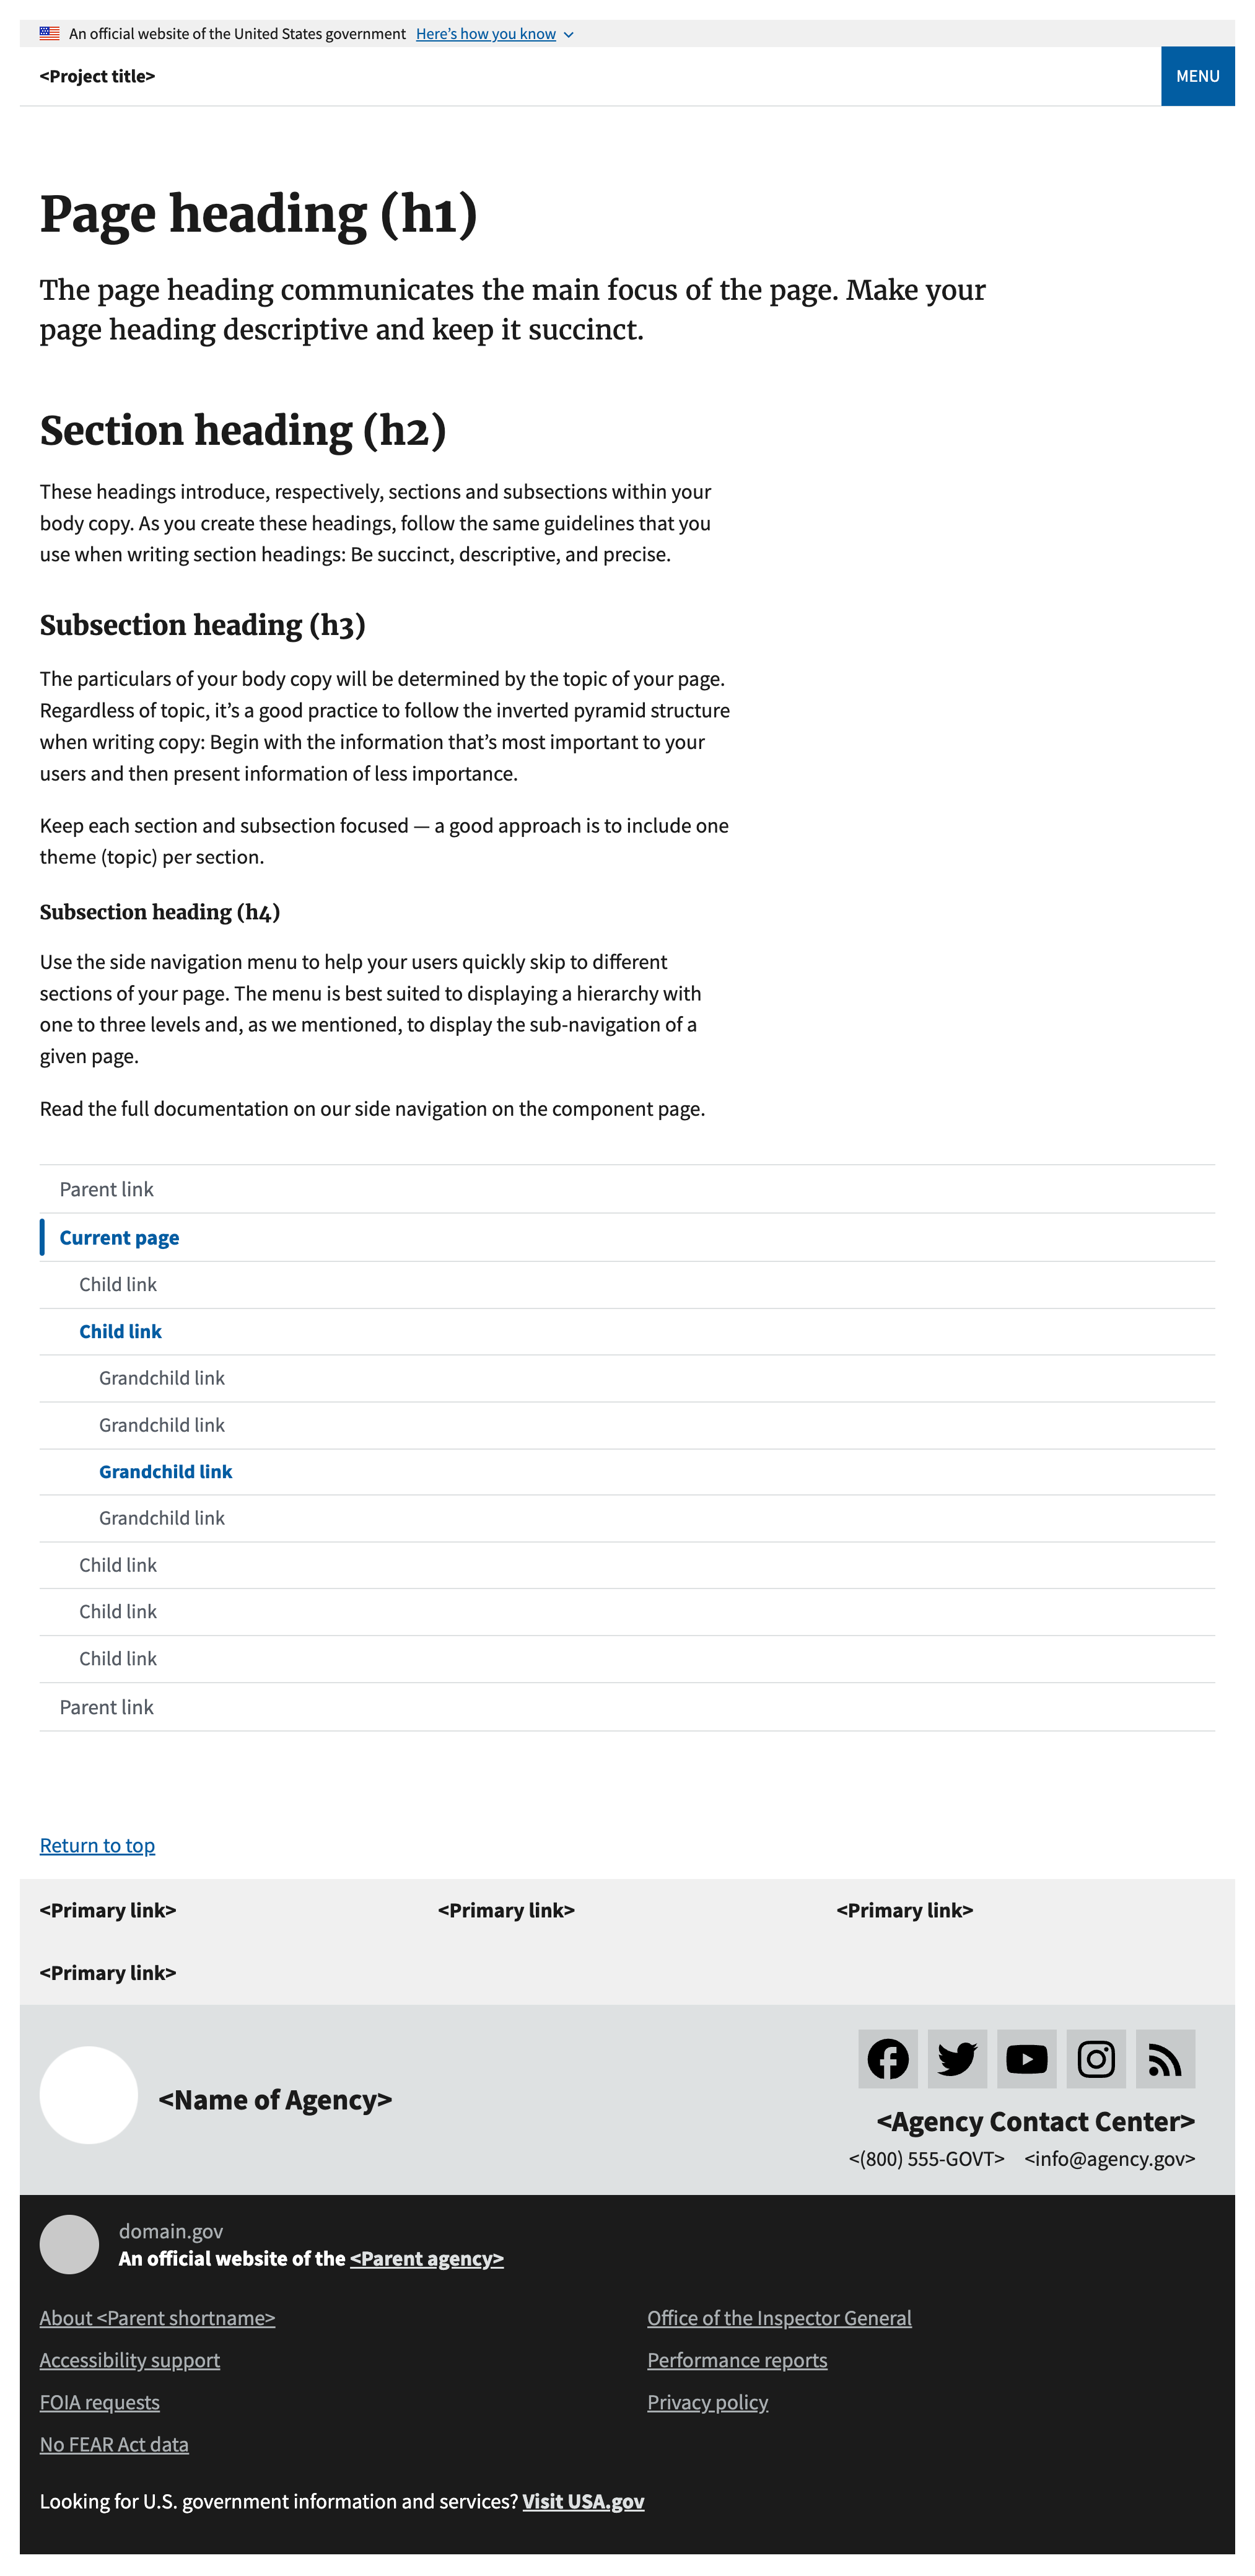 An official website of the United States government Here’s how you know
<Project title>
MENU
Page heading (h1)
The page heading communicates the main focus of the page. Make your
page heading descriptive and keep it succinct.
Section heading (h2)
These headings introduce, respectively, sections and subsections within your
body copy. As you create these headings, follow the same guidelines that you
use when writing section headings: Be succinct, descriptive, and precise.
Subsection heading (h3)
The particulars of your body copy will be determined by the topic of your page.
Regardless of topic, it’s a good practice to follow the inverted pyramid structure
when writing copy: Begin with the information that’s most important to your
users and then present information of less importance.
Keep each section and subsection focused — a good approach is to include one
theme (topic) per section.
Subsection heading (h4)
Use the side navigation menu to help your users quickly skip to different
sections of your page. The menu is best suited to displaying a hierarchy with
one to three levels and, as we mentioned, to display the sub-navigation of a
given page.
Read the full documentation on our side navigation on the component page.
Parent link
Current page
Child link
Child link
Grandchild link
Grandchild link
Grandchild link
Grandchild link
Child link
Child link
Child link
Parent link
Return to top
<Primary link>
<Primary link>
<Primary link>
<Primary link>
<Name of Agency>
<Agency Contact Center>
<(800) 555-GOVT> <info@agency.gov>
domain.gov
An official website of the <Parent agency>
About <Parent shortname>
Accessibility support
FOIA requests
No FEAR Act data
Office of the Inspector General
Performance reports
Privacy policy
Looking for U.S. government information and services? Visit USA.gov